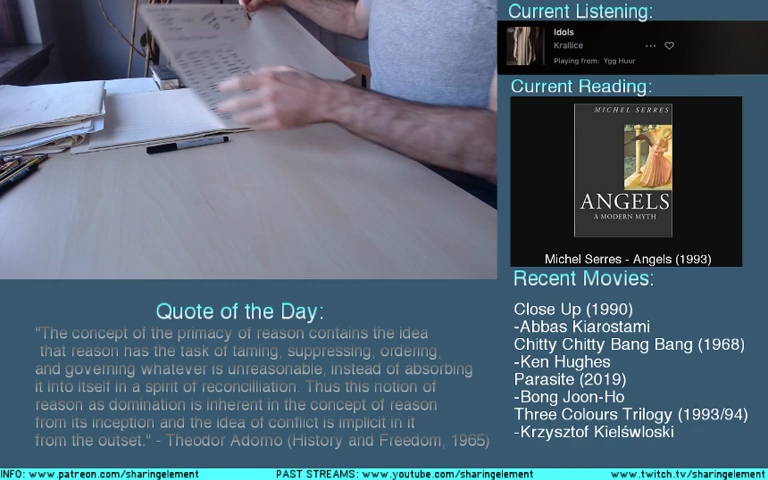 Current Listening:
Idols
Krallice
Playing from: Ygg Huur
Current Reading:
MICHEL SERRES
ANGELS
A MODERN MYTH
Michel Serres - Angels (1993)
Recent Movies:
Close Up (1990)
-Abbas Kiarostami
Chitty Chitty Bang Bang (1968)
-Ken Hughes
Parasite (2019)
-Bong Joon-Ho
Three Colours Trilogy (1993/94)
-Krzysztof Kielśwloski
Quote of the Day:
"The concept of the primacy of reason contains the idea
that reason has the task of taming, suppressing, ordering,
and governing whatever is unreasonable, instead of absorbing
it into itself in a spirit of reconcilliation. Thus this notion of
reason as domination is inherent in the concept of reason
from its inception and the idea of conflict is implicit in it
from the outset." - Theodor Adorno (History and Freedom, 1965)
INFO: www.patreon.com/sharingelement
PAST STREAMS: www.youtube.com/sharingelement
www.twitch.tv/sharingelement